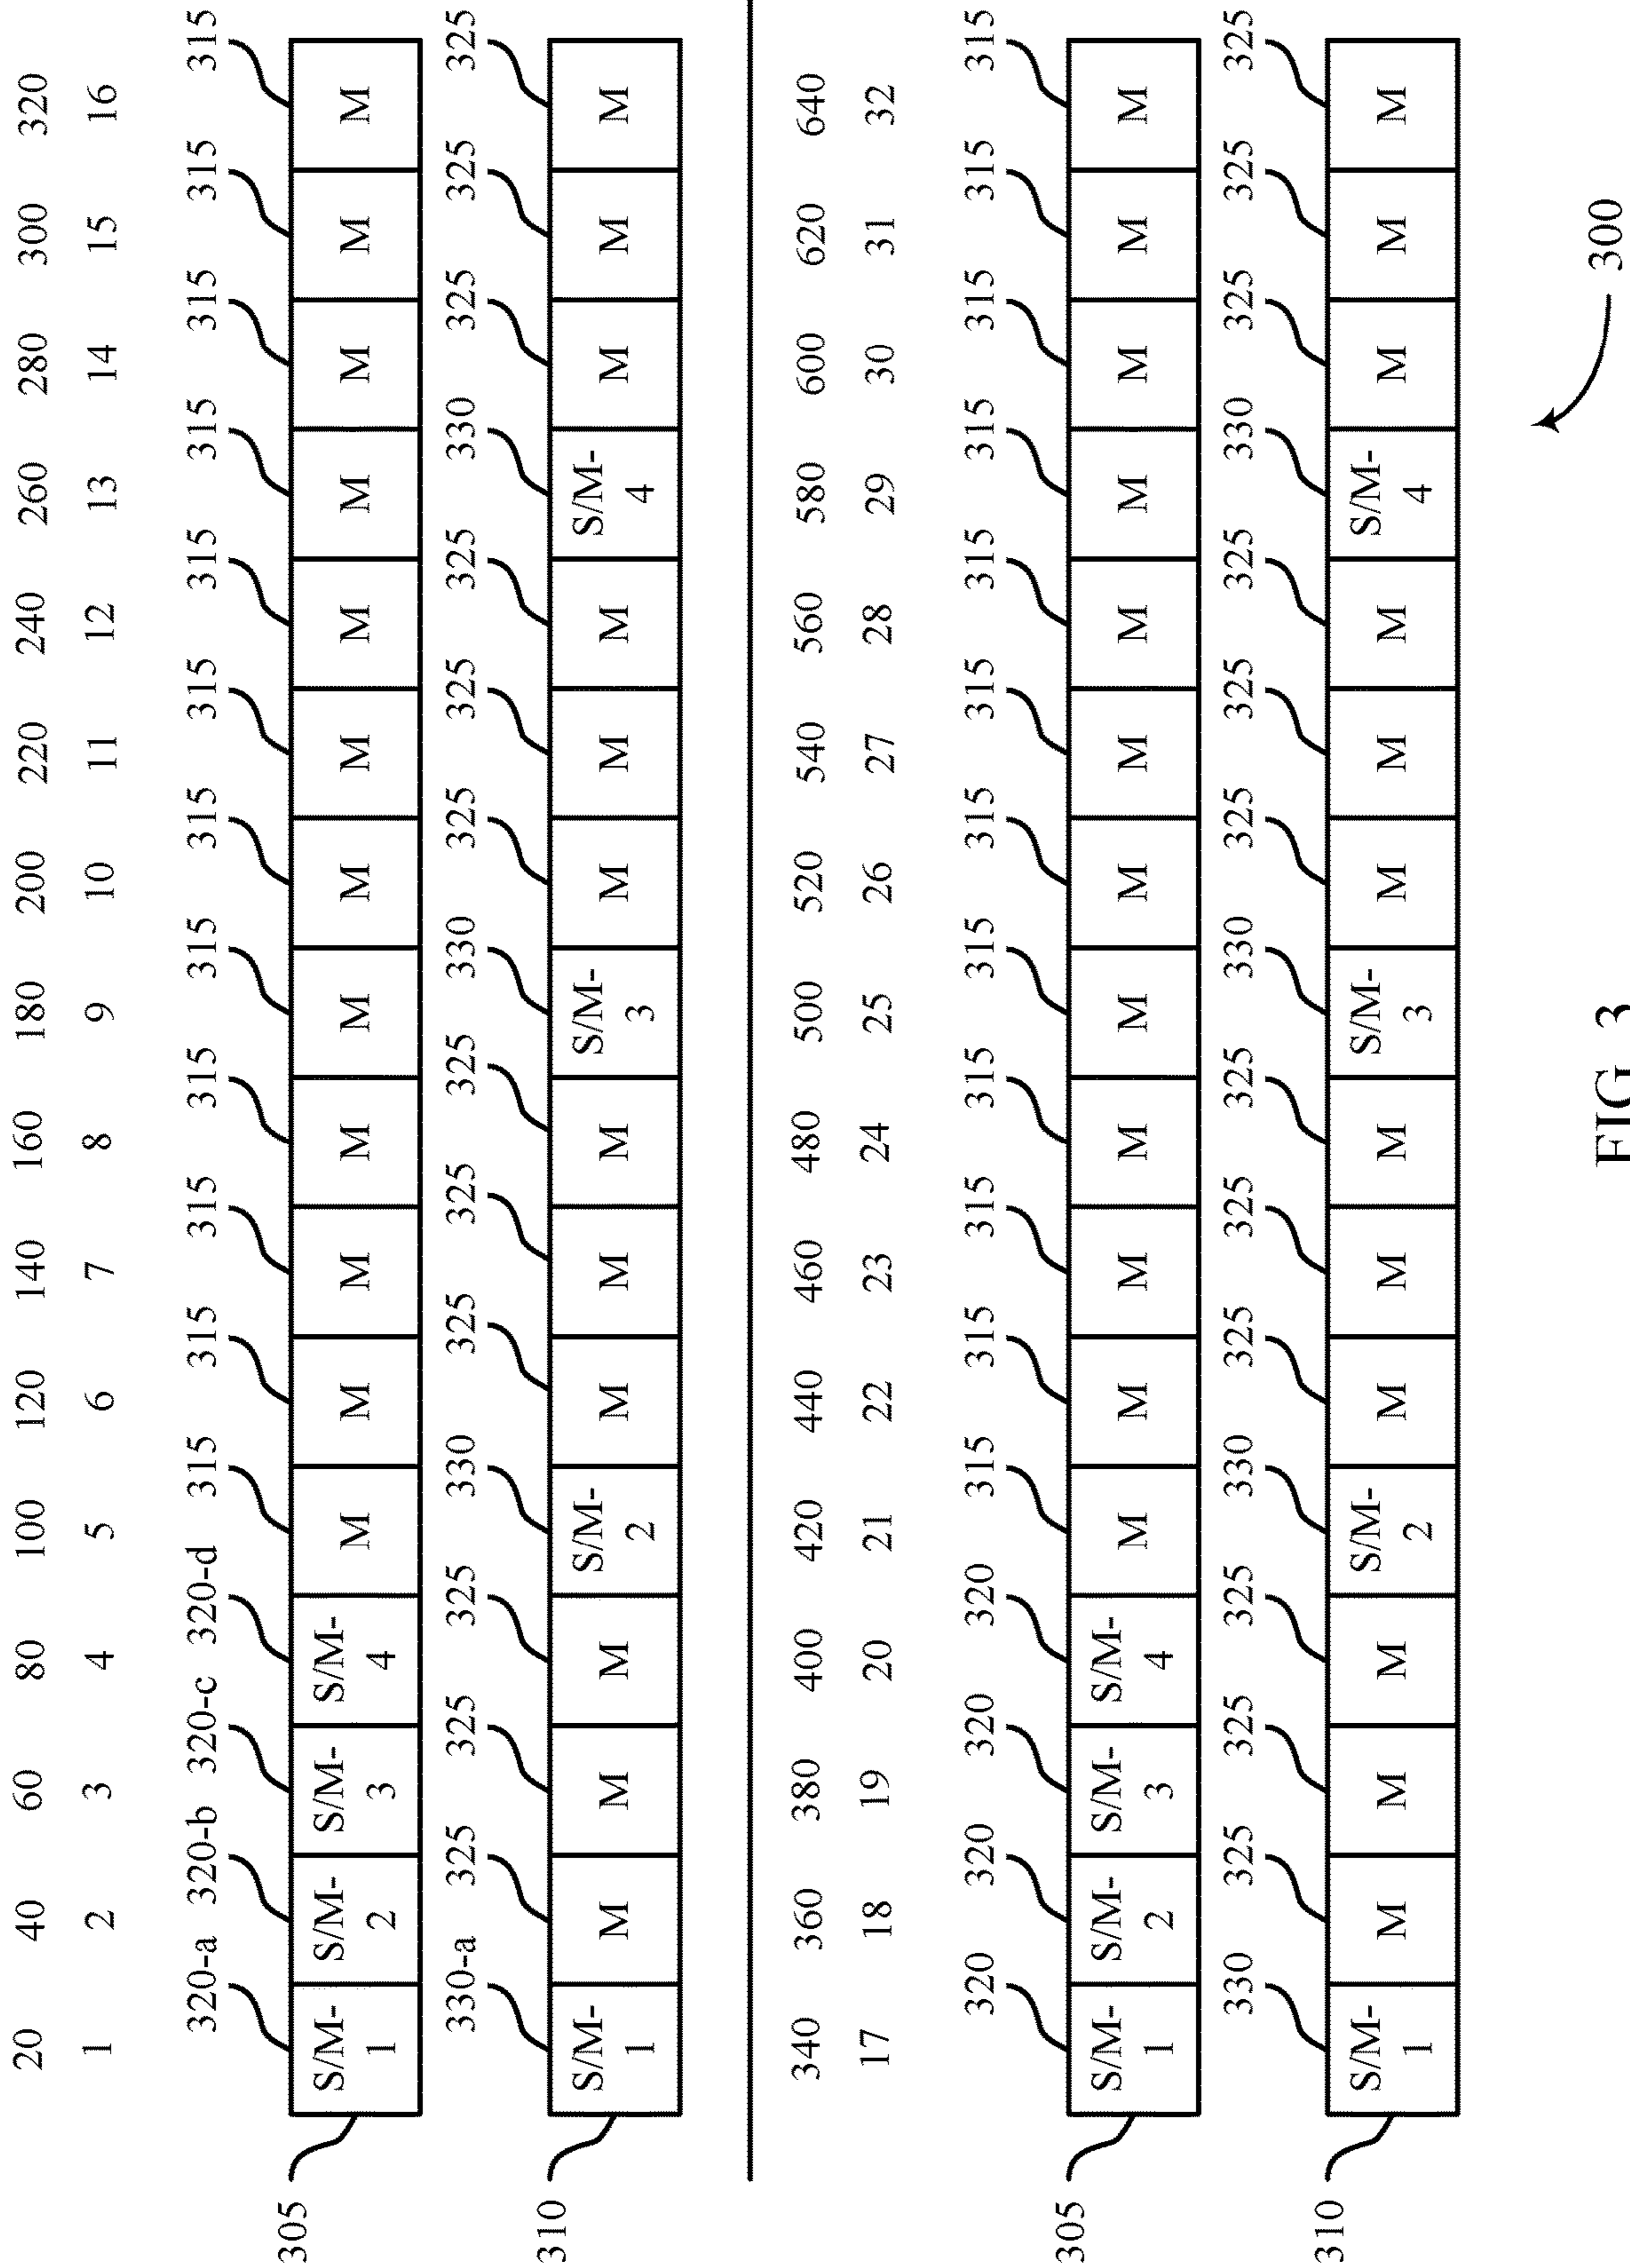 20 40 60 80 100 120 140 160 180 200 220 240 260 280 300 320
1 2 3 4 5 6 7 8 9 10 11 12 13 14 15 16
320-a 320-b 320-c 320-d 315 315 315 315 315 315 315 315 315 315 315 315
305
S/M- S/M- S/M- S/M- M M M M M M M M M M M M
1 2 3 4
330-a 325 325 325 330 325 325 325 330 325 325 325 330 325 325 325
310
S/M- M M M S/M- M M M S/M- M M M S/M- M M M
1 2 3 4
340 360 380 400 420 440 460 480 500 520 540 560 580 600 620 640
17 18 19 20 21 22 23 24 25 26 27 28 29 30 31 32
320 320 320 320 315 315 315 315 315 315 315 315 315 315 315 315
305
S/M- S/M- S/M- S/M- M M M M M M M M M M M M
1 2 3 4
330 325 325 325 330 325 325 325 330 325 325 325 330 325 325 325
310
S/M- M M M S/M- M M M S/M- M M M S/M- M M M
1 2 3 4
300
FIG. 3